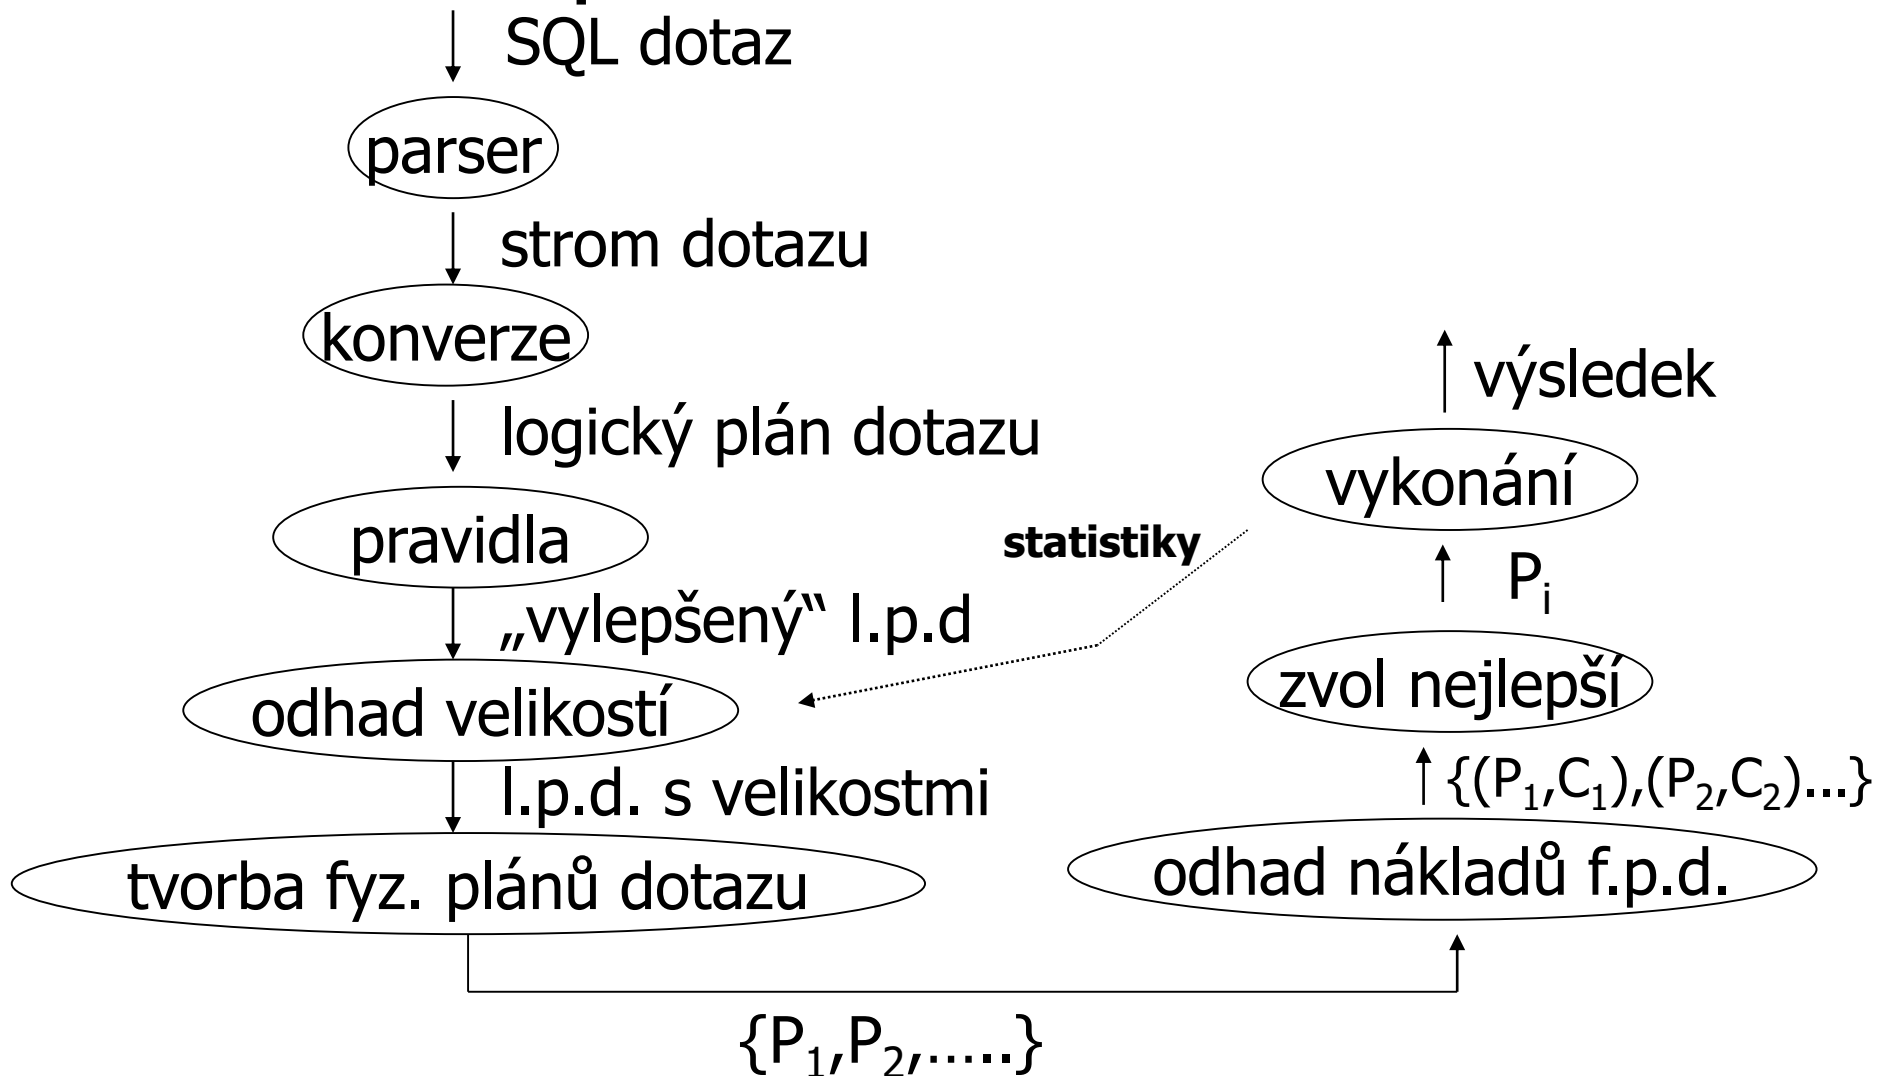 SQL dotaz
parser
strom dotazu
konverze
logický plán dotazu
pravidla
„vylepšený“ l.p.d
odhad velikostí
l.p.d. s velikostmi
tvorba fyz. plánů dotazu
{P1,P2,.....}
odhad nákladů f.p.d.
{(P1,C1),(P2,C2)...}
zvol nejlepší
Pi
vykonání
statistiky
výsledek